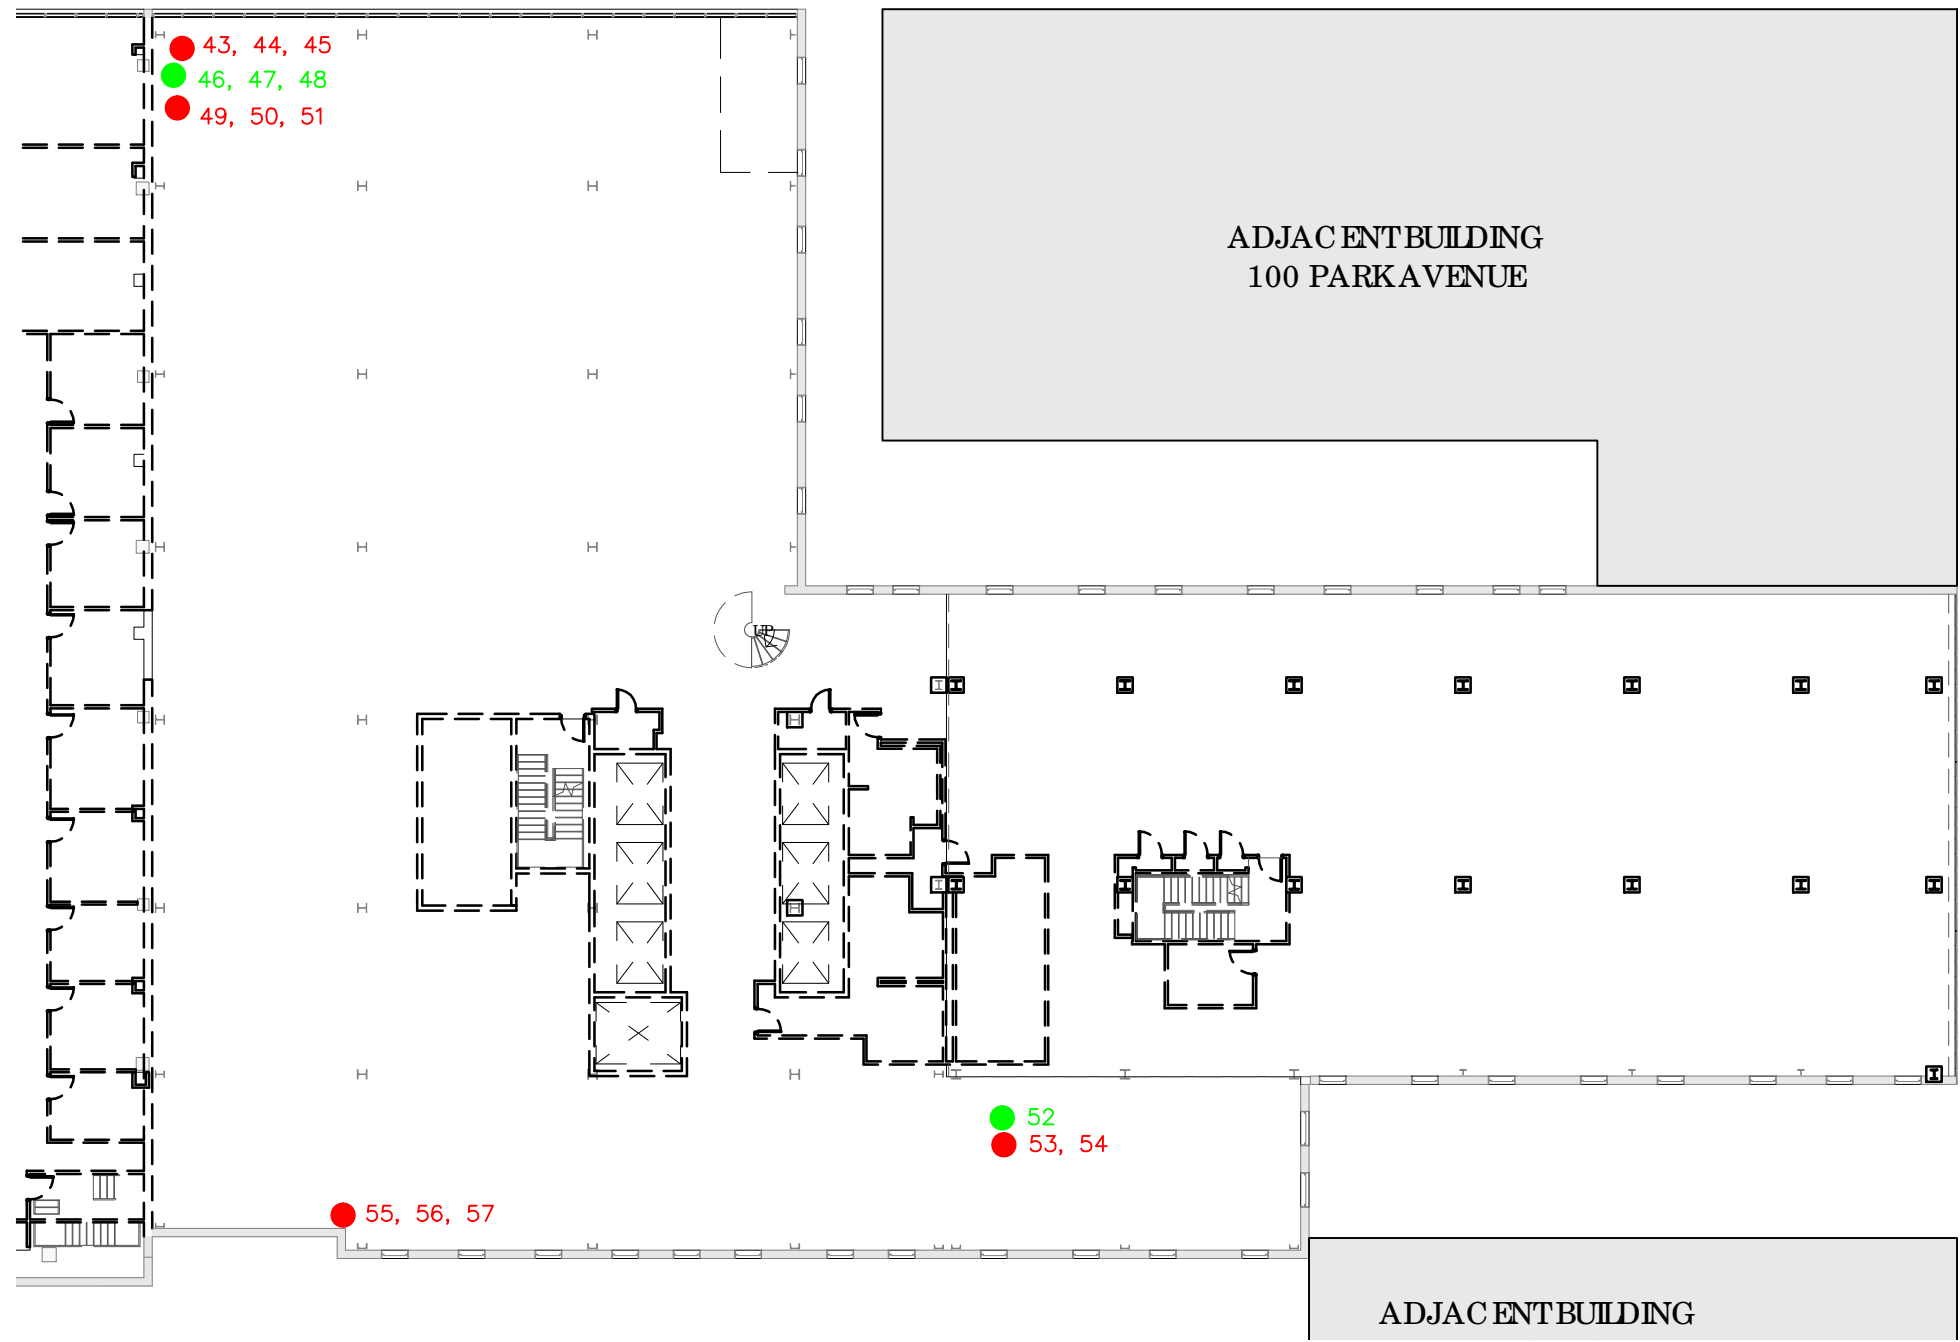 43, 44, 45
46, 47, 48
49, 50, 51
ADJACENT BUILDING
100 PARK AVENUE
UP
52
53, 54
55, 56, 57
ADJACENT BUILDING